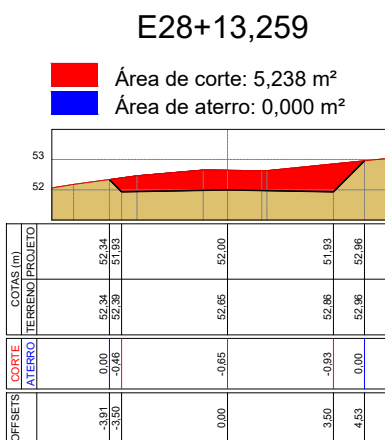 E28+13,259
Área de corte: 5,238 m²
Área de aterro: 0,000 m²
53
52
COTAS (m)
PROJETO
52,34 51,93 52,00 51,93 52,96
TERRENO
52,34 52,39 52,65 52,86 52,96
CORTE
ATERRO
0,00 -0,46 -0,65 -0,93 0,00
OFFSETS
-3,91 -3,50 0,00 3,50 4,53